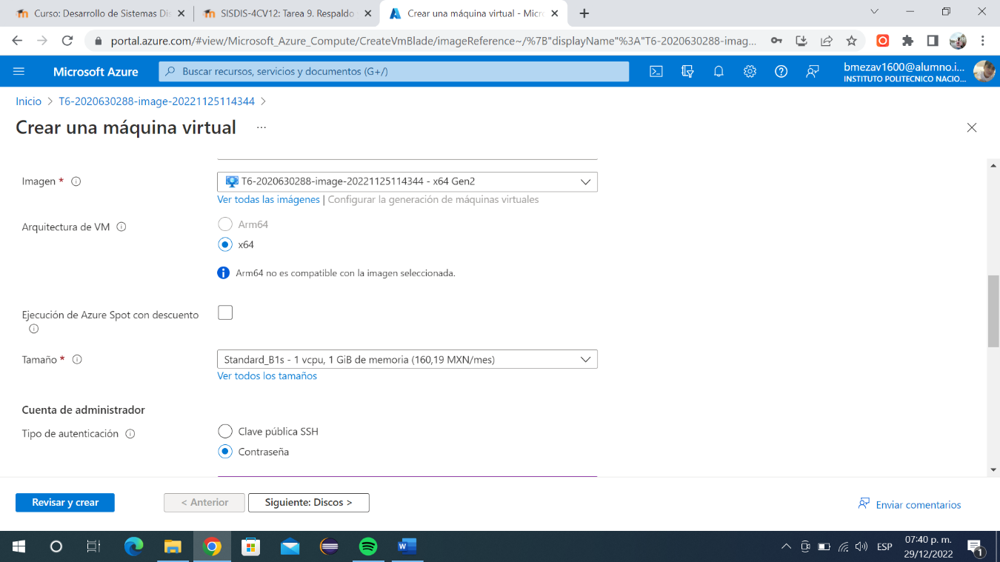 Curso: Desarrollo de Sistemas Dis
SISDIS-4CV12: Tarea 9. Respaldo
Crear una máquina virtual - Micro
portal.azure.com/#view/Microsoft_Azure_Compute/CreateVmBlade/imageReference~/%7B"displayName"%3A"T6-2020630288-imag...
Microsoft Azure
Buscar recursos, servicios y documentos (G+/)
bmezav1600@alumno.i...
INSTITUTO POLITECNICO NACIO...
Inicio > T6-2020630288-image-20221125114344 >
Crear una máquina virtual ...
Imagen *
T6-2020630288-image-20221125114344 - x64 Gen2
Ver todas las imágenes | Configurar la generación de máquinas virtuales
Arquitectura de VM
Arm64
x64
Arm64 no es compatible con la imagen seleccionada.
Ejecución de Azure Spot con descuento
Tamaño *
Standard_B1s - 1 vcpu, 1 GiB de memoria (160,19 MXN/mes)
Ver todos los tamaños
Cuenta de administrador
Tipo de autenticación
Clave pública SSH
Contraseña
Revisar y crear
< Anterior
Siguiente: Discos >
Enviar comentarios
ESP
07:40 p. m.
29/12/2022
1